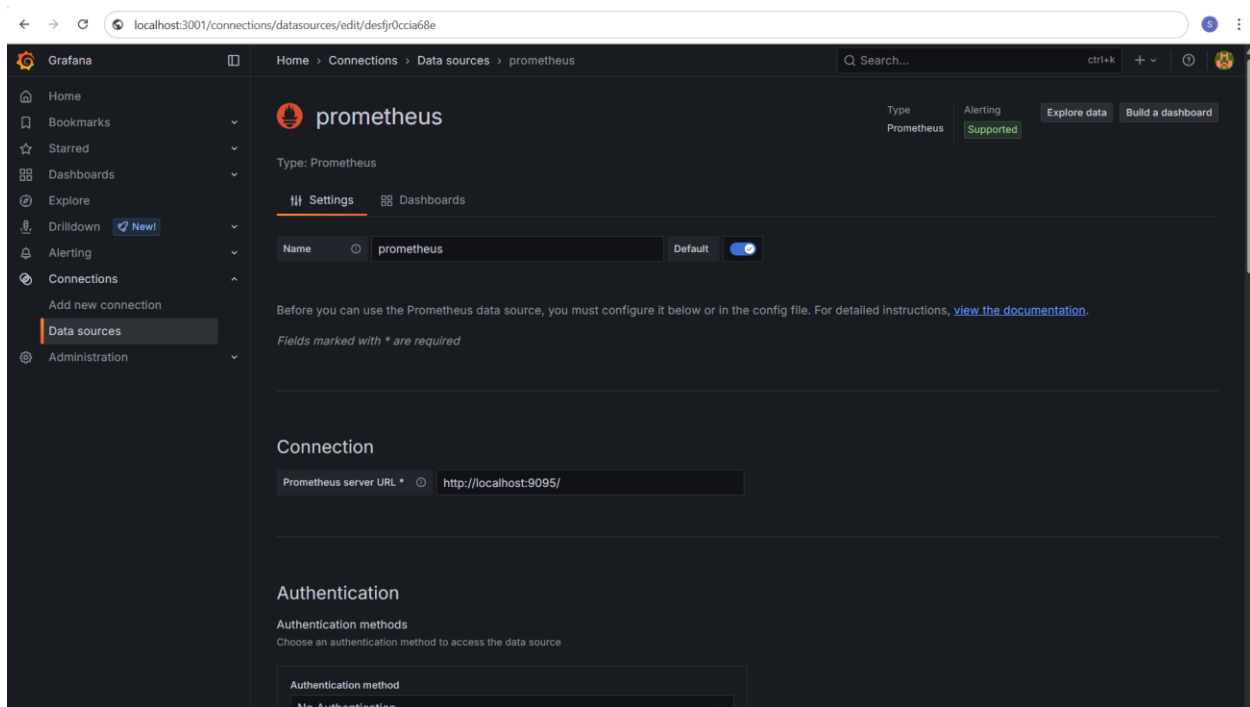 localhost:3001/connections/datasources/edit/desfjr0ccia68e
S
Grafana
Home › Connections › Data sources › prometheus
Search...
ctrl+k
Home
Bookmarks
Starred
Dashboards
Explore
Drilldown
New!
Alerting
Connections
Add new connection
Data sources
Administration
prometheus
Type
Prometheus
Alerting
Supported
Explore data
Build a dashboard
Type: Prometheus
Settings
Dashboards
Name
prometheus
Default
Before you can use the Prometheus data source, you must configure it below or in the config file. For detailed instructions, view the documentation.
Fields marked with * are required
Connection
Prometheus server URL *
http://localhost:9095/
Authentication
Authentication methods
Choose an authentication method to access the data source
Authentication method
No Authentication